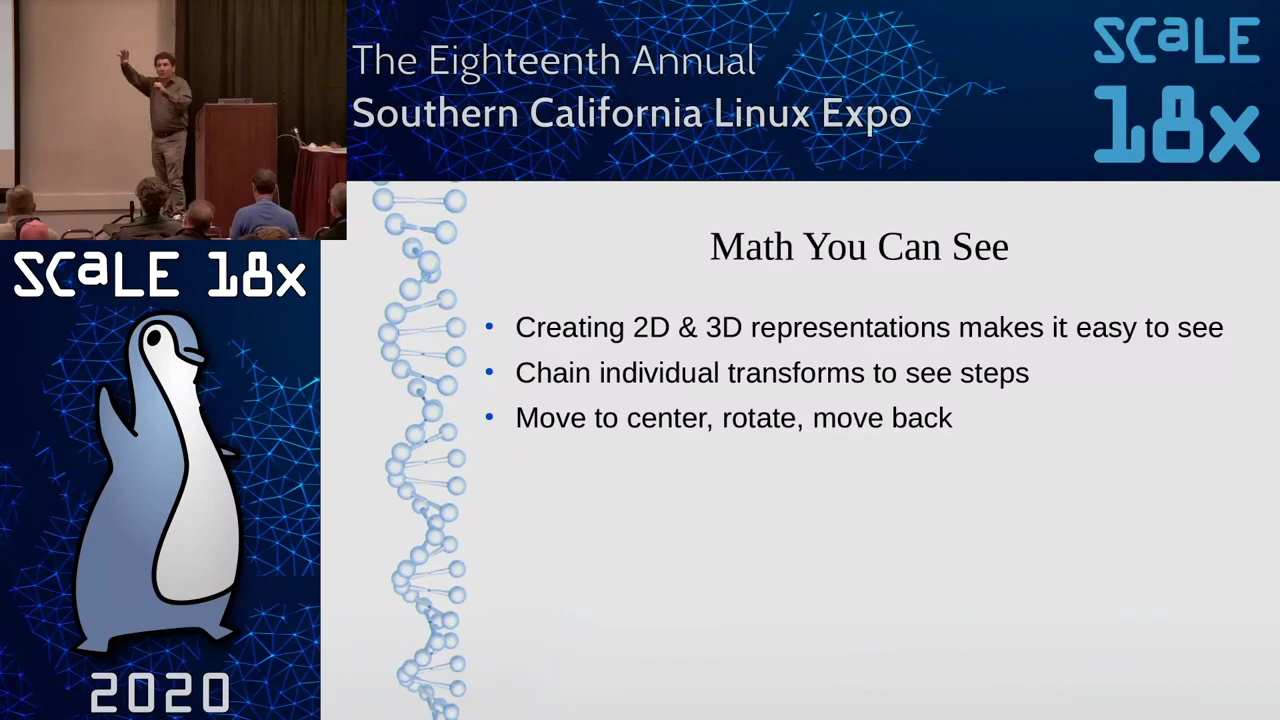 The Eighteenth Annual
Southern California Linux Expo
SCaLE
18x
SCaLE 18x
2020
Math You Can See
• Creating 2D & 3D representations makes it easy to see
• Chain individual transforms to see steps
• Move to center, rotate, move back